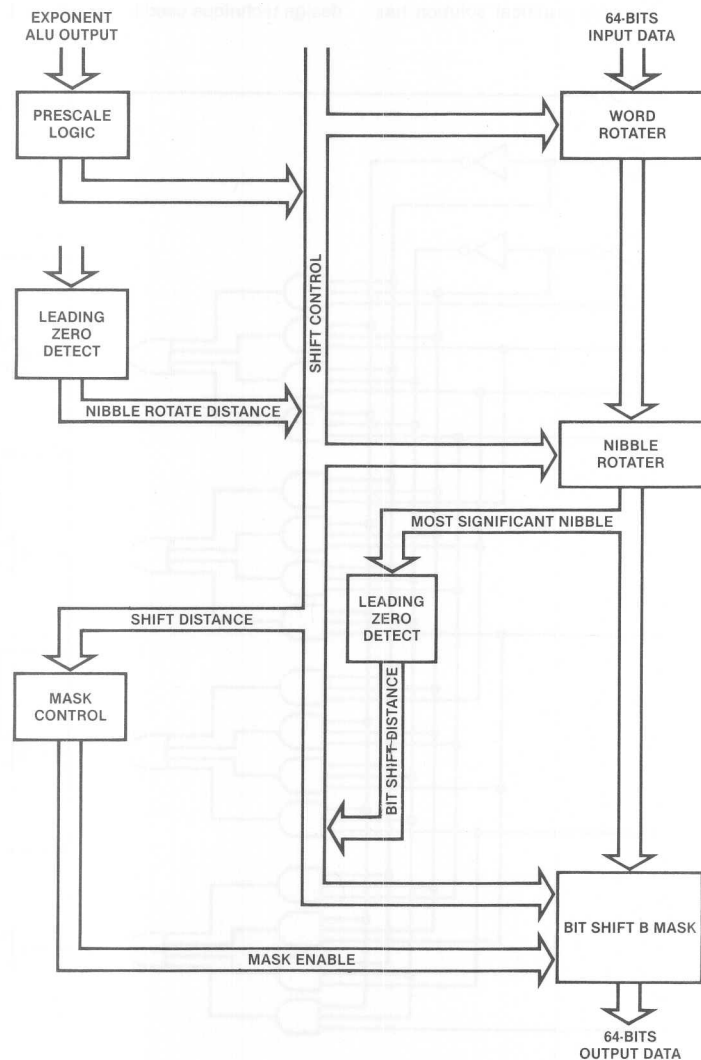 EXPONENT
ALU OUTPUT
64-BITS
INPUT DATA
PRESCALE
LOGIC
WORD
ROTATER
LEADING
ZERO
DETECT
SHIFT CONTROL
NIBBLE ROTATE DISTANCE
NIBBLE
ROTATER
MOST SIGNIFICANT NIBBLE
LEADING
ZERO
DETECT
SHIFT DISTANCE
MASK
CONTROL
BIT SHIFT DISTANCE
BIT SHIFT B MASK
MASK ENABLE
64-BITS
OUTPUT DATA